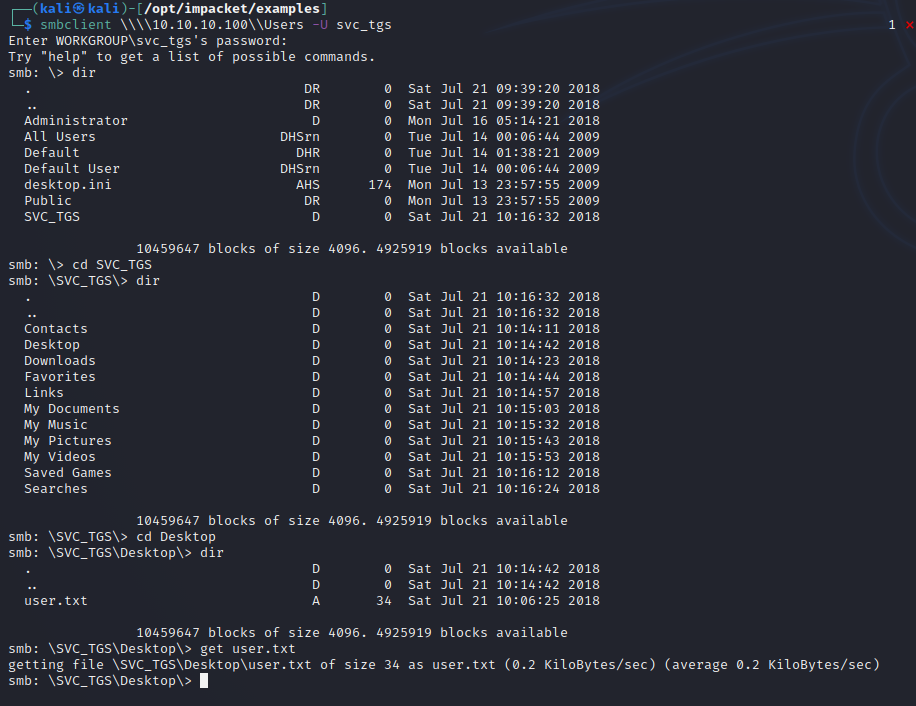 ┌──(kali㉿kali)-[/opt/impacket/examples]
└─$ smbclient \\\\10.10.10.100\\Users -U svc_tgs 1 ⨯
Enter WORKGROUP\svc_tgs's password:
Try "help" to get a list of possible commands.
smb: \> dir
  .                                  DR        0  Sat Jul 21 09:39:20 2018
  ..                                 DR        0  Sat Jul 21 09:39:20 2018
  Administrator                       D        0  Mon Jul 16 05:14:21 2018
  All Users                       DHSrn        0  Tue Jul 14 00:06:44 2009
  Default                           DHR        0  Tue Jul 14 01:38:21 2009
  Default User                    DHSrn        0  Tue Jul 14 00:06:44 2009
  desktop.ini                       AHS      174  Mon Jul 13 23:57:55 2009
  Public                             DR        0  Mon Jul 13 23:57:55 2009
  SVC_TGS                             D        0  Sat Jul 21 10:16:32 2018
                10459647 blocks of size 4096. 4925919 blocks available
smb: \> cd SVC_TGS
smb: \SVC_TGS\> dir
  .                                   D        0  Sat Jul 21 10:16:32 2018
  ..                                  D        0  Sat Jul 21 10:16:32 2018
  Contacts                            D        0  Sat Jul 21 10:14:11 2018
  Desktop                             D        0  Sat Jul 21 10:14:42 2018
  Downloads                           D        0  Sat Jul 21 10:14:23 2018
  Favorites                           D        0  Sat Jul 21 10:14:44 2018
  Links                               D        0  Sat Jul 21 10:14:57 2018
  My Documents                        D        0  Sat Jul 21 10:15:03 2018
  My Music                            D        0  Sat Jul 21 10:15:32 2018
  My Pictures                         D        0  Sat Jul 21 10:15:43 2018
  My Videos                           D        0  Sat Jul 21 10:15:53 2018
  Saved Games                         D        0  Sat Jul 21 10:16:12 2018
  Searches                            D        0  Sat Jul 21 10:16:24 2018
                10459647 blocks of size 4096. 4925919 blocks available
smb: \SVC_TGS\> cd Desktop
smb: \SVC_TGS\Desktop\> dir
  .                                   D        0  Sat Jul 21 10:14:42 2018
  ..                                  D        0  Sat Jul 21 10:14:42 2018
  user.txt                            A       34  Sat Jul 21 10:06:25 2018
                10459647 blocks of size 4096. 4925919 blocks available
smb: \SVC_TGS\Desktop\> get user.txt
getting file \SVC_TGS\Desktop\user.txt of size 34 as user.txt (0.2 KiloBytes/sec) (average 0.2 KiloBytes/sec)
smb: \SVC_TGS\Desktop\>